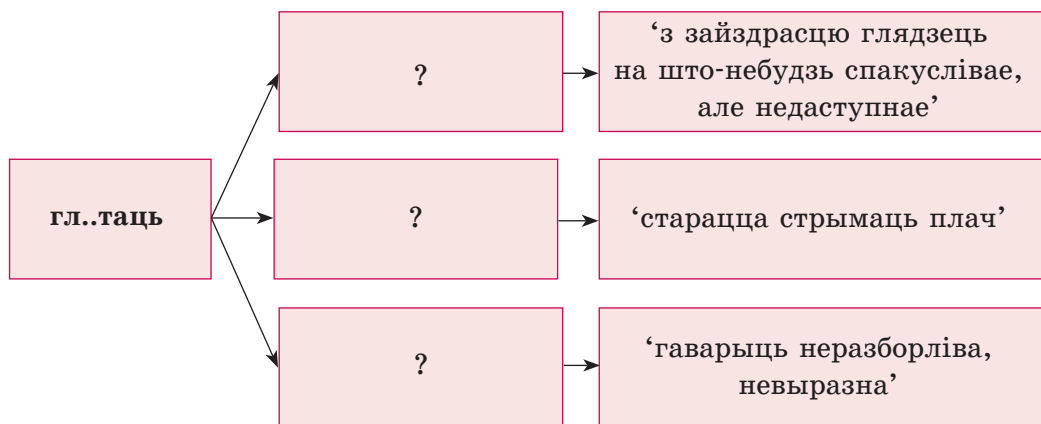 ?
‘з зайздрасцю глядзець
на што-небудзь спакуслівае,
але недаступнае’
гл..таць
?
‘старацца стрымаць плач’
?
‘гаварыць неразборліва,
невыразна’